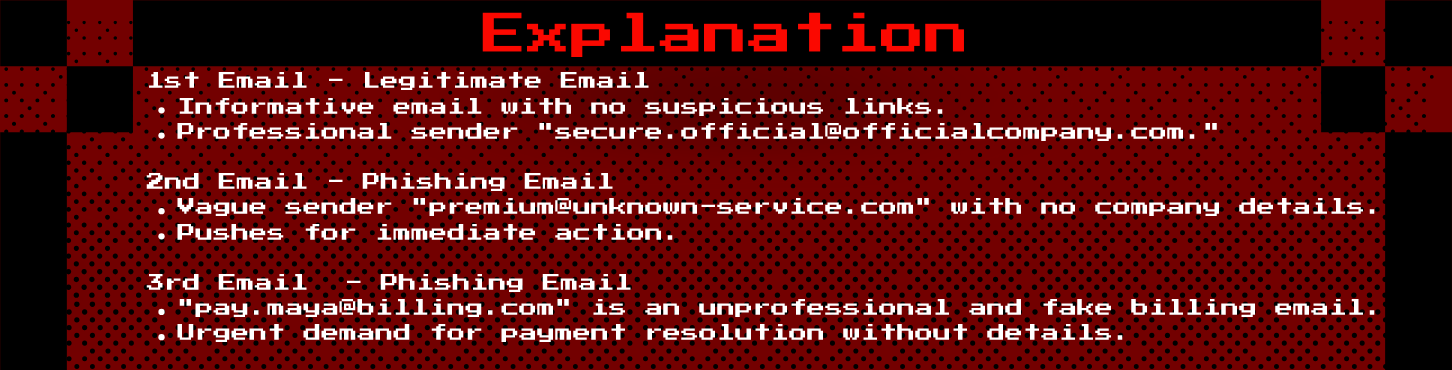 Explanation
1st Email - Legitimate Email
• Informative email with no suspicious links.
• Professional sender "secure.official@officialcompany.com."
2nd Email - Phishing Email
• Vague sender "premium@unknown-service.com" with no company details.
• Pushes for immediate action.
3rd Email - Phishing Email
• "pay.maya@billing.com" is an unprofessional and fake billing email.
• Urgent demand for payment resolution without details.